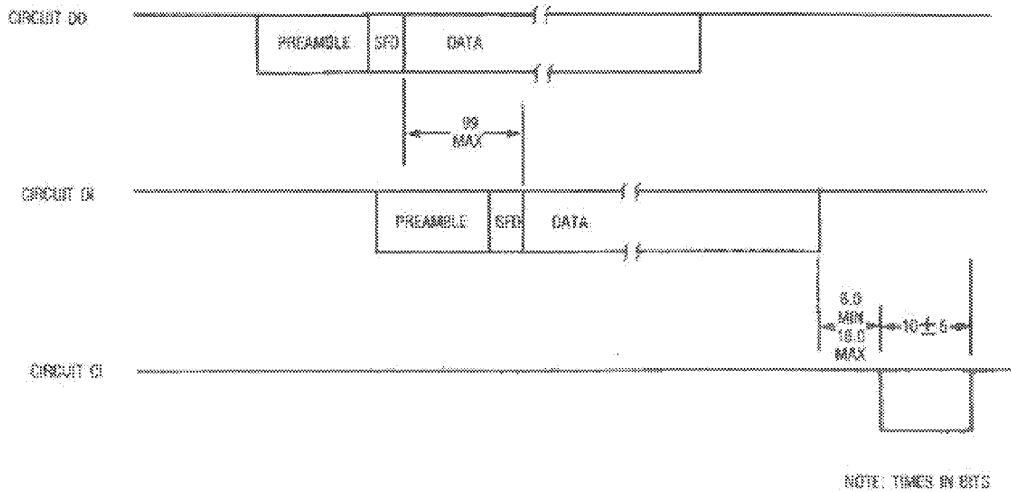 CIRCUIT DO
PREAMBLE SFD DATA
99
MAX
CIRCUIT DI
PREAMBLE SFD DATA
6.0
MIN
16.0
MAX
10 ± 5
CIRCUIT CI
NOTE: TIMES IN BITS